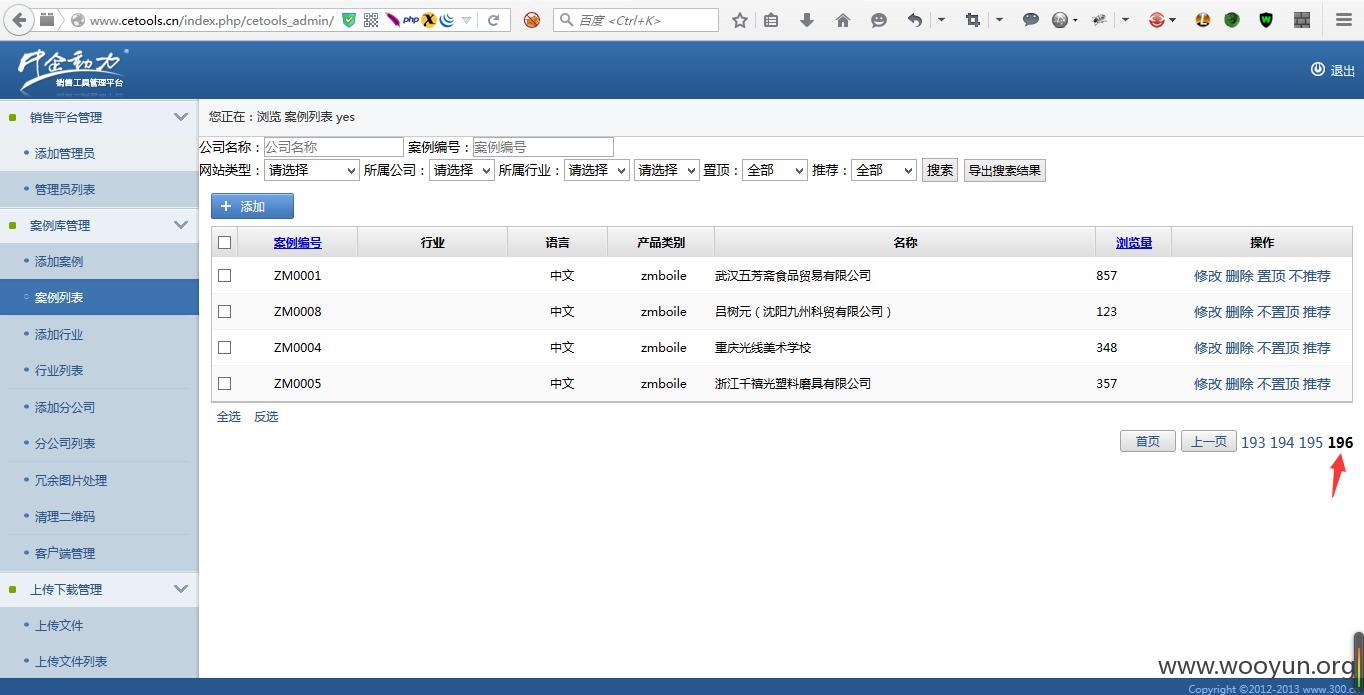 www.cetools.cn/index.php/cetools_admin/
php
百度 <Ctrl+K>
中企动力
销售工具管理平台
退出
销售平台管理
添加管理员
管理员列表
案例库管理
添加案例
案例列表
添加行业
行业列表
添加分公司
分公司列表
冗余图片处理
清理二维码
客户端管理
上传下载管理
上传文件
上传文件列表
您正在：浏览 案例列表 yes
公司名称： 公司名称 案例编号： 案例编号
网站类型： 请选择 所属公司： 请选择 所属行业： 请选择 请选择 置顶： 全部 推荐： 全部 搜索 导出搜索结果
+ 添加
案例编号 行业 语言 产品类别 名称 浏览量 操作
ZM0001 中文 zmboile 武汉五芳斋食品贸易有限公司 857 修改 删除 置顶 不推荐
ZM0008 中文 zmboile 吕树元（沈阳九州科贸有限公司） 123 修改 删除 不置顶 推荐
ZM0004 中文 zmboile 重庆光线美术学校 348 修改 删除 不置顶 推荐
ZM0005 中文 zmboile 浙江千禧光塑料磨具有限公司 357 修改 删除 不置顶 推荐
全选 反选
首页 上一页 193 194 195 196
www.wooyun.org
Copyright ©2012-2013 www.300.c